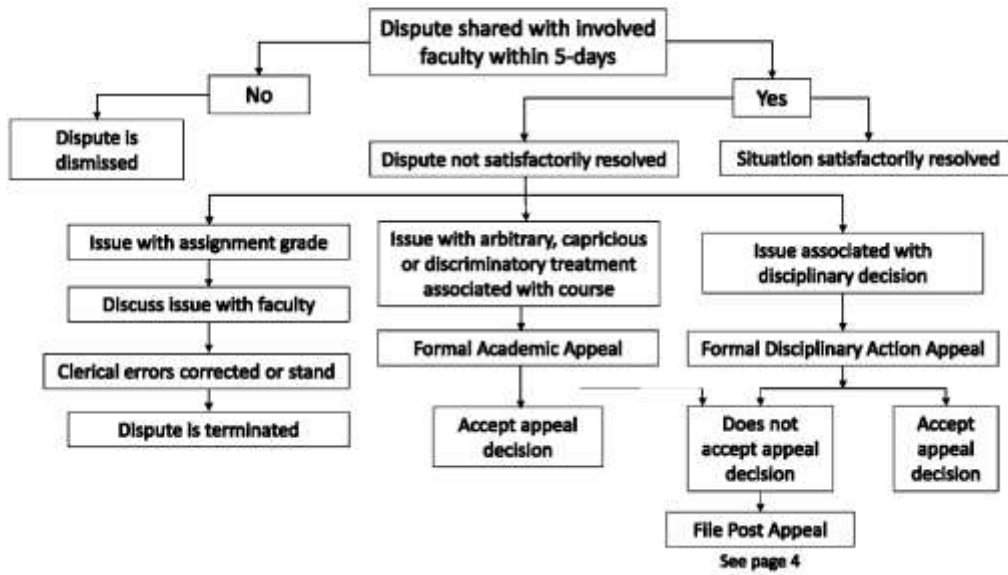 Dispute shared with involved
faculty within 5-days
No
Yes
Dispute is
dismissed
Dispute not satisfactorily resolved
Situation satisfactorily resolved
Issue with assignment grade
Issue with arbitrary, capricious
or discriminatory treatment
associated with course
Issue associated with
disciplinary decision
Discuss issue with faculty
Formal Academic Appeal
Formal Disciplinary Action Appeal
Clerical errors corrected or stand
Dispute is terminated
Accept appeal
decision
Does not
accept appeal
decision
Accept
appeal
decision
File Post Appeal
See page 4